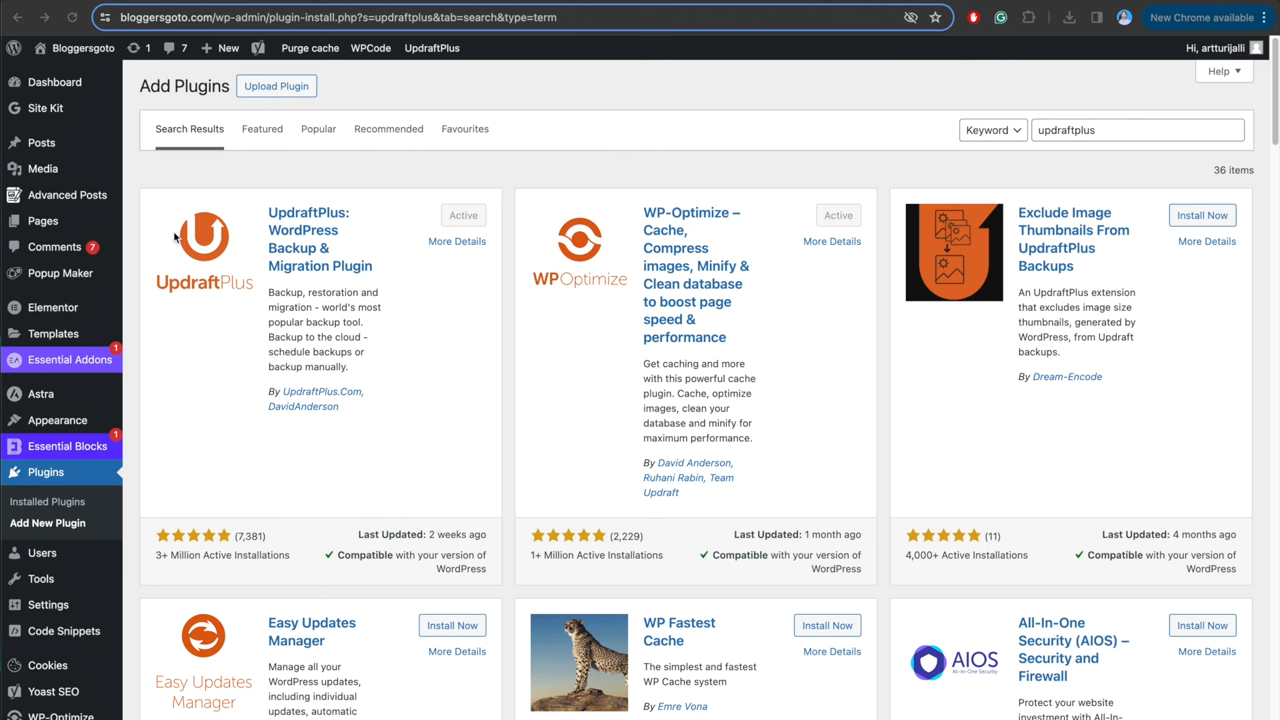 bloggersgoto.com/wp-admin/plugin-install.php?s=updraftplus&tab=search&type=term
New Chrome available
Bloggersgoto
1
7
New
Purge cache
WPCode
UpdraftPlus
Hi, artturijalli
Dashboard
Site Kit
Posts
Media
Advanced Posts
Pages
Comments 7
Popup Maker
Elementor
Templates
Essential Addons 1
Astra
Appearance
Essential Blocks 1
Plugins
Installed Plugins
Add New Plugin
Users
Tools
Settings
Code Snippets
Cookies
Yoast SEO
WP-Optimize
Add Plugins
Upload Plugin
Help
Search Results
Featured
Popular
Recommended
Favourites
Keyword
updraftplus
36 items
UpdraftPlus
UpdraftPlus:
WordPress
Backup &
Migration Plugin
Active
More Details
Backup, restoration and
migration - world's most
popular backup tool.
Backup to the cloud -
schedule backups or
backup manually.
By UpdraftPlus.Com,
DavidAnderson
(7,381)
3+ Million Active Installations
Last Updated: 2 weeks ago
Compatible with your version of
WordPress
WPOptimize
WP-Optimize –
Cache,
Compress
images, Minify &
Clean database
to boost page
speed &
performance
Active
More Details
Get caching and more
with this powerful cache
plugin. Cache, optimize
images, clean your
database and minify for
maximum performance.
By David Anderson,
Ruhani Rabin, Team
Updraft
(2,229)
1+ Million Active Installations
Last Updated: 1 month ago
Compatible with your version of
WordPress
Exclude Image
Thumbnails From
UpdraftPlus
Backups
Install Now
More Details
An UpdraftPlus extension
that excludes image size
thumbnails, generated by
WordPress, from Updraft
backups.
By Dream-Encode
(11)
4,000+ Active Installations
Last Updated: 4 months ago
Compatible with your version of
WordPress
Easy Updates
Manager
Easy Updates
Manager
Install Now
More Details
Manage all your
WordPress updates,
including individual
updates, automatic
WP Fastest
Cache
Install Now
More Details
The simplest and fastest
WP Cache system
By Emre Vona
AIOS
All-In-One Security
All-In-One
Security (AIOS) –
Security and
Firewall
Install Now
More Details
Protect your website
investment with All-In-